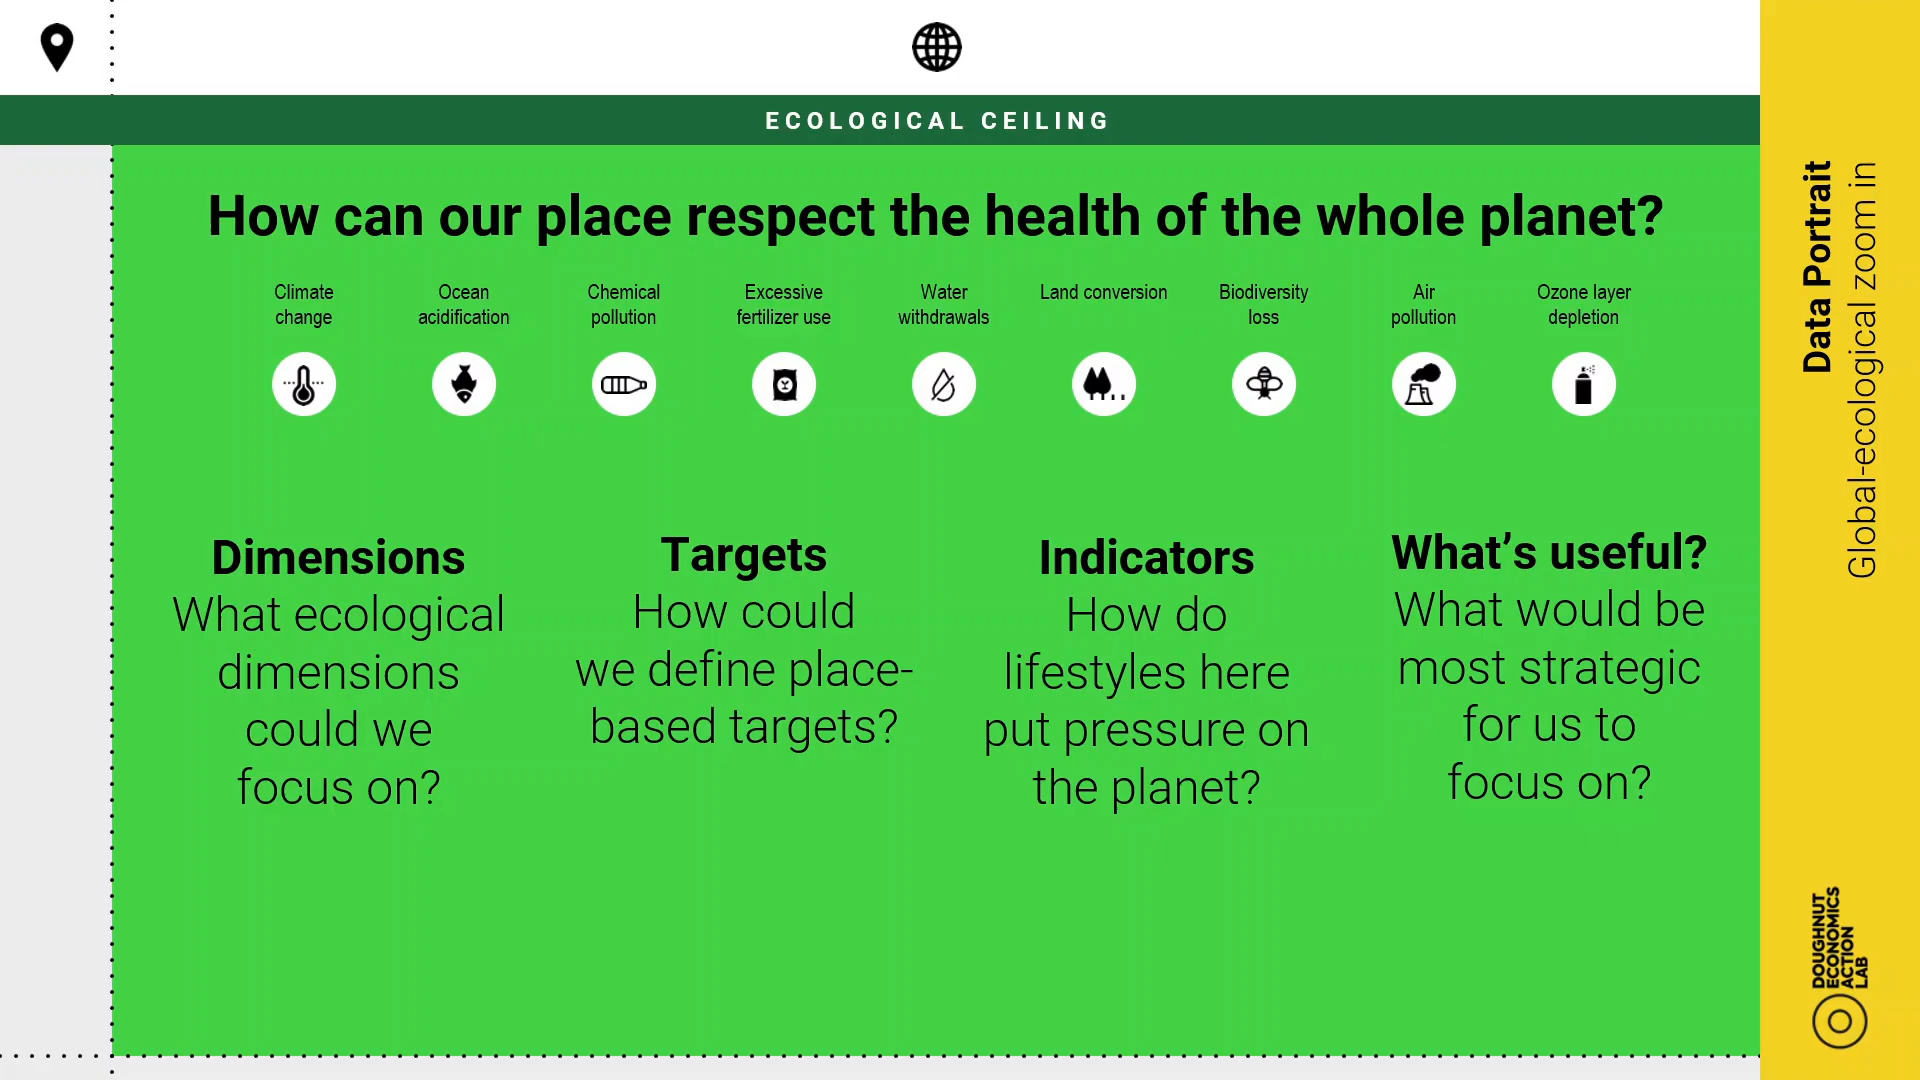 ECOLOGICAL CEILING
How can our place respect the health of the whole planet?
Climate
change
Ocean
acidification
Chemical
pollution
Excessive
fertilizer use
Water
withdrawals
Land conversion
Biodiversity
loss
Air
pollution
Ozone layer
depletion
Dimensions
What ecological
dimensions
could we
focus on?
Targets
How could
we define place-
based targets?
Indicators
How do
lifestyles here
put pressure on
the planet?
What’s useful?
What would be
most strategic
for us to
focus on?
Data Portrait
Global-ecological zoom in
DOUGHNUT
ECONOMICS
ACTION
LAB